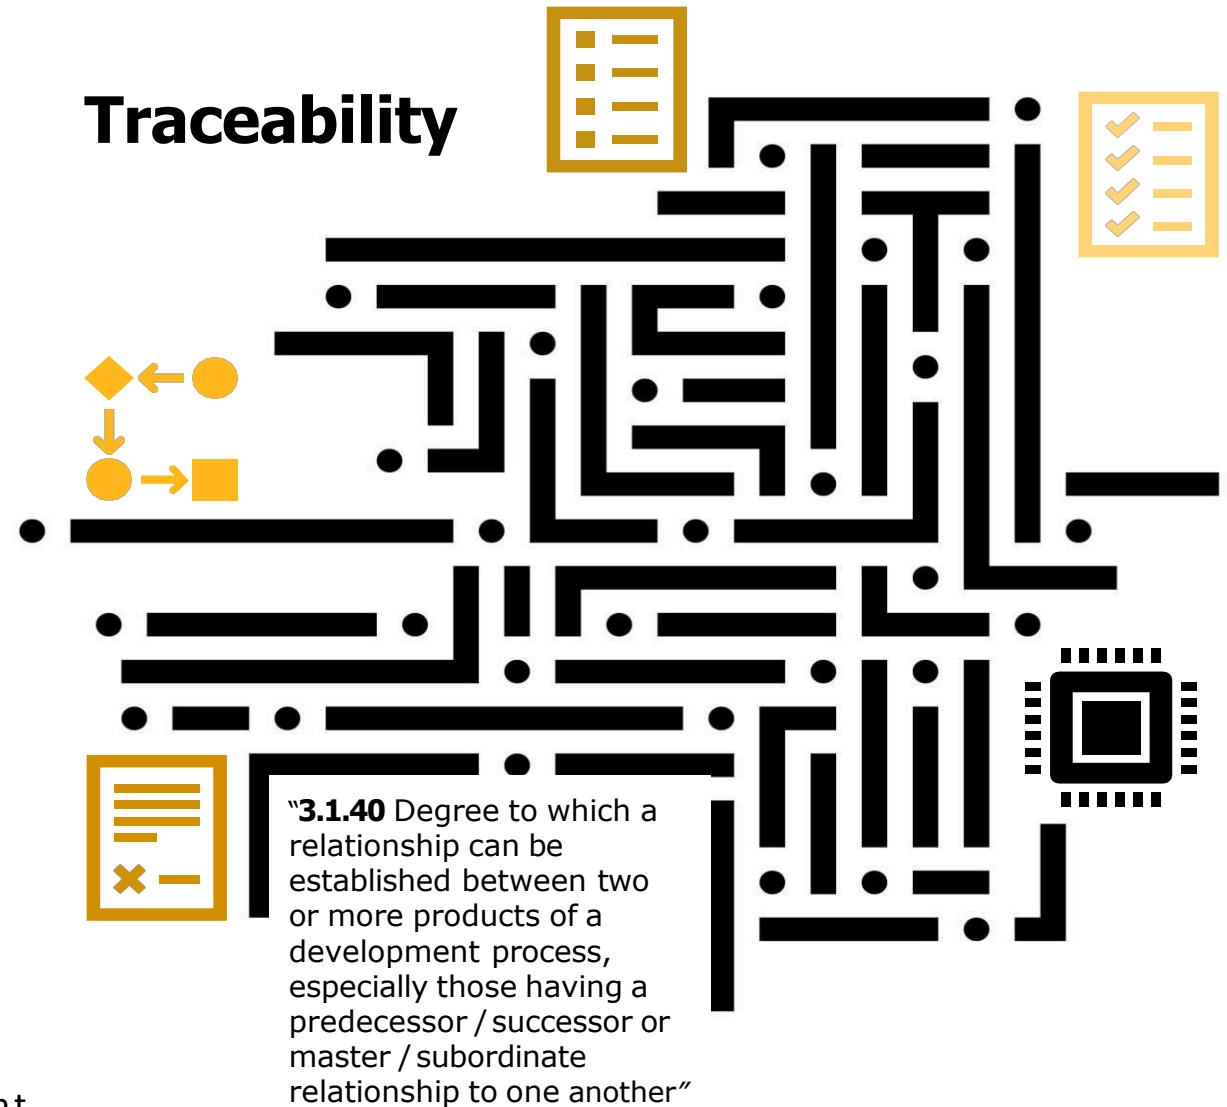 Traceability
“3.1.40 Degree to which a
relationship can be
established between two
or more products of a
development process,
especially those having a
predecessor / successor or
master / subordinate
relationship to one another”